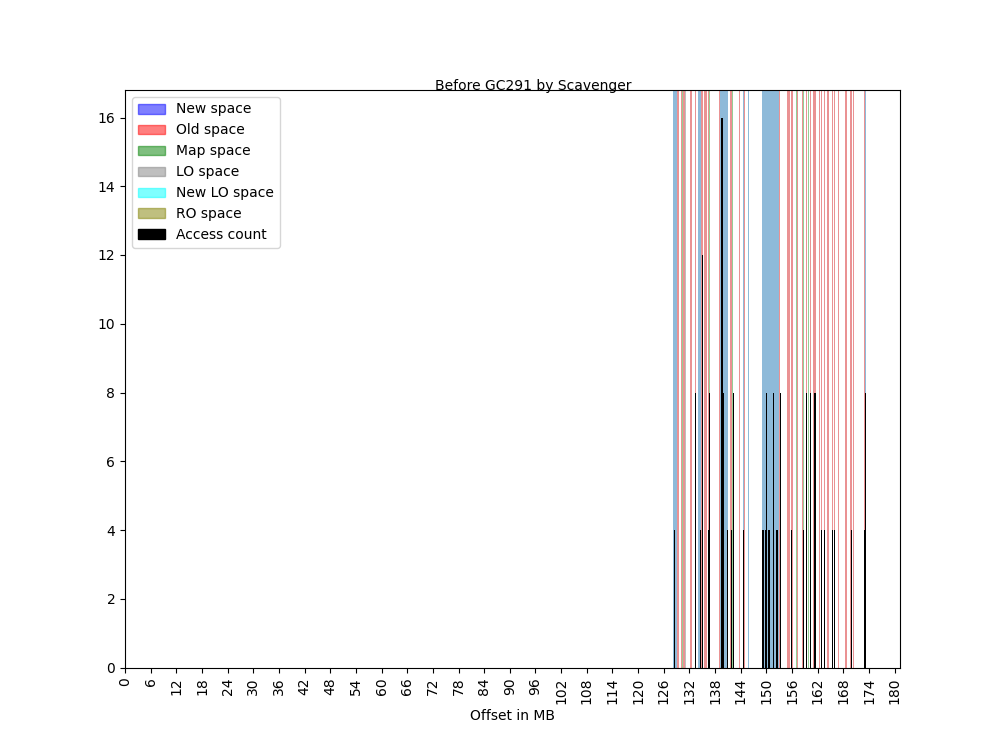 Before GC291 by Scavenger
New space
Old space
Map space
LO space
New LO space
RO space
Access count
16
14
12
10
8
6
4
2
0
0 6 12 18 24 30 36 42 48 54 60 66 72 78 84 90 96 102 108 114 120 126 132 138 144 150 156 162 168 174 180
Offset in MB